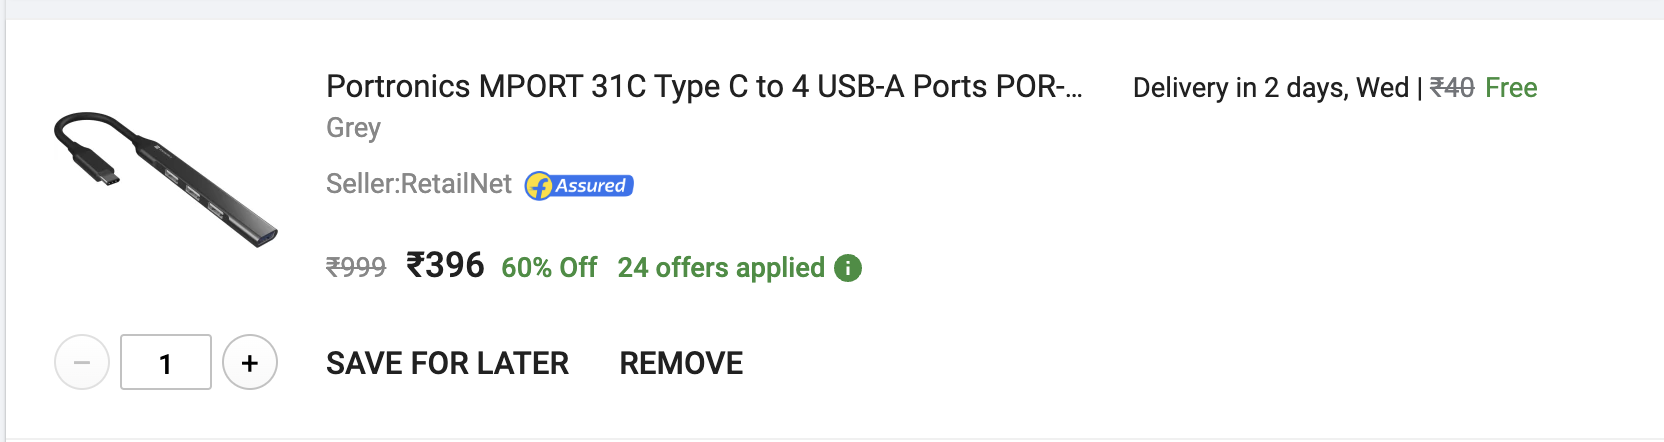 Portronics MPORT 31C Type C to 4 USB-A Ports POR-...
Delivery in 2 days, Wed | ₹40 Free
Grey
Seller:RetailNet f Assured
₹999 ₹396 60% Off 24 offers applied i
− 1 + SAVE FOR LATER REMOVE